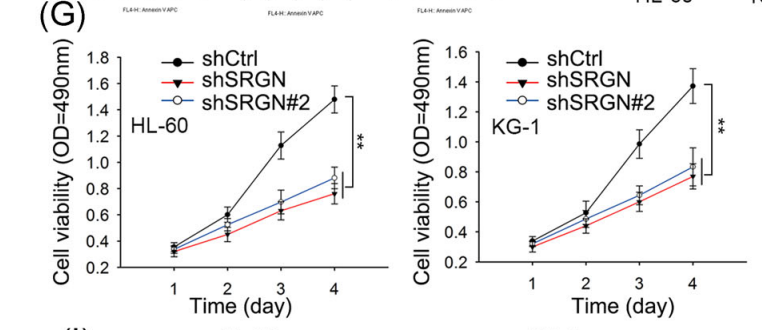 (G)
FL4-H:: Annexin V APC
FL4-H:: Annexin V APC
FL4-H:: Annexin V APC
Cell viability (OD=490nm)
1.8
1.6
1.4
1.2
1.0
0.8
0.6
0.4
0.2
shCtrl
shSRGN
shSRGN#2
HL-60
**
1
2
3
4
Time (day)
Cell viability (OD=490nm)
1.6
1.4
1.2
1.0
0.8
0.6
0.4
0.2
shCtrl
shSRGN
shSRGN#2
KG-1
**
1
2
3
4
Time (day)